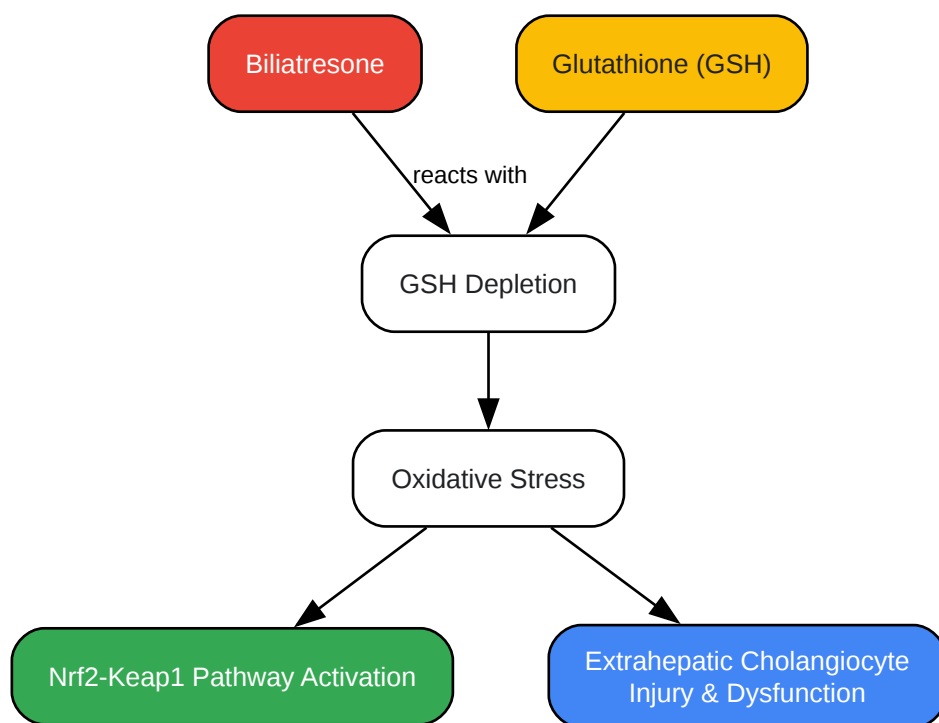 Biliatresone
Glutathione (GSH)
reacts with
GSH Depletion
Oxidative Stress
Nrf2-Keap1 Pathway Activation
Extrahepatic Cholangiocyte
Injury & Dysfunction